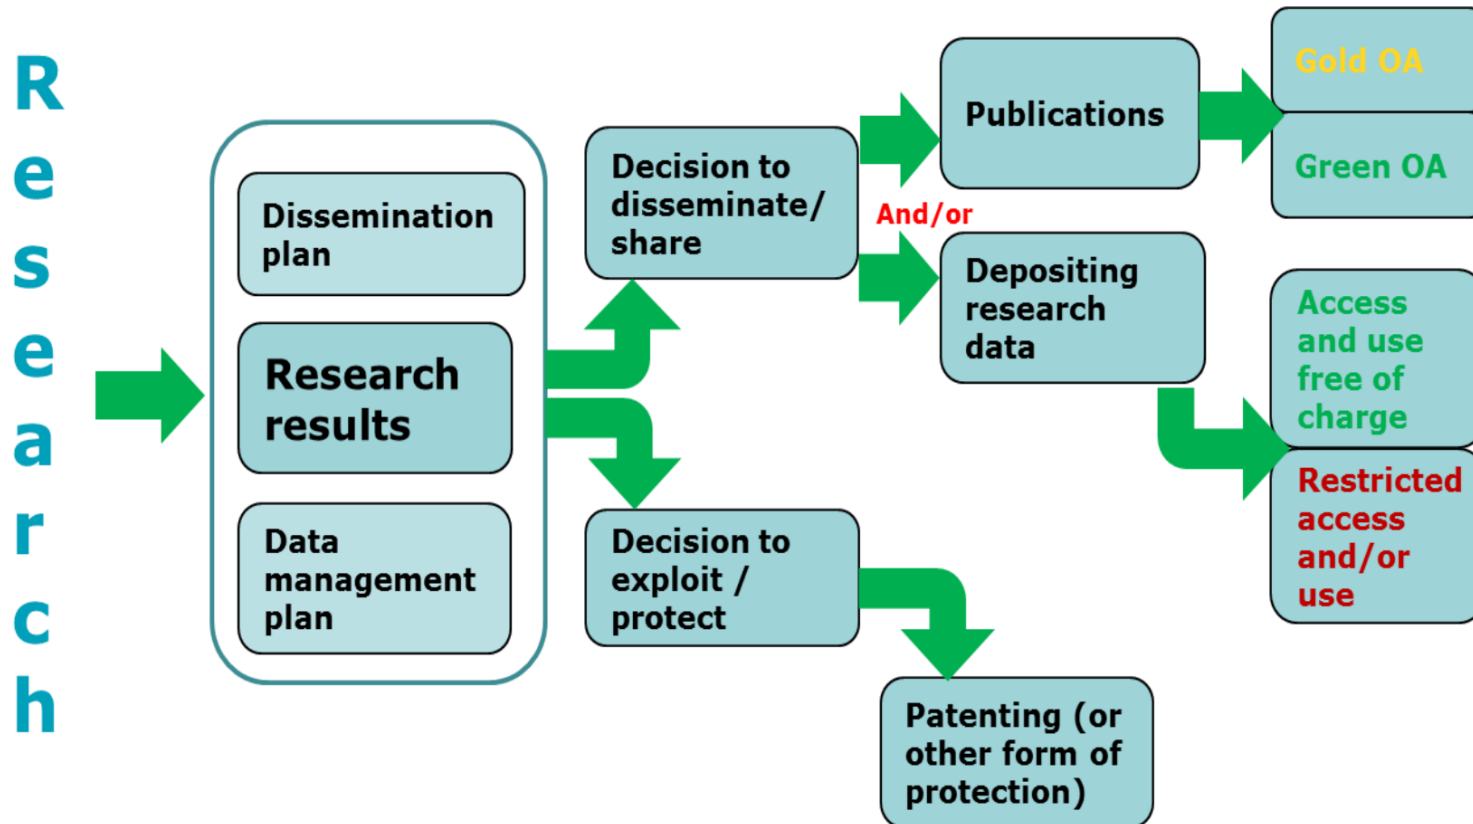 Research
Dissemination
plan
Research
results
Data
management
plan
Decision to
disseminate/
share
Decision to
exploit /
protect
And/or
Publications
Depositing
research
data
Patenting (or
other form of
protection)
Gold OA
Green OA
Access
and use
free of
charge
Restricted
access
and/or
use